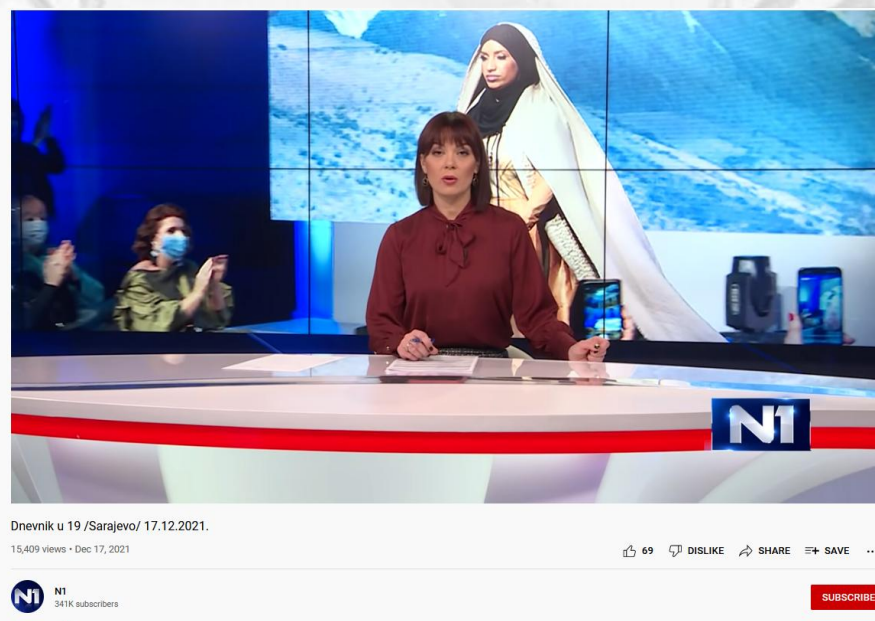 N1
Dnevnik u 19 /Sarajevo/ 17.12.2021.
15,409 views • Dec 17, 2021
69 DISLIKE SHARE SAVE ...
N1
N1
341K subscribers
SUBSCRIBE